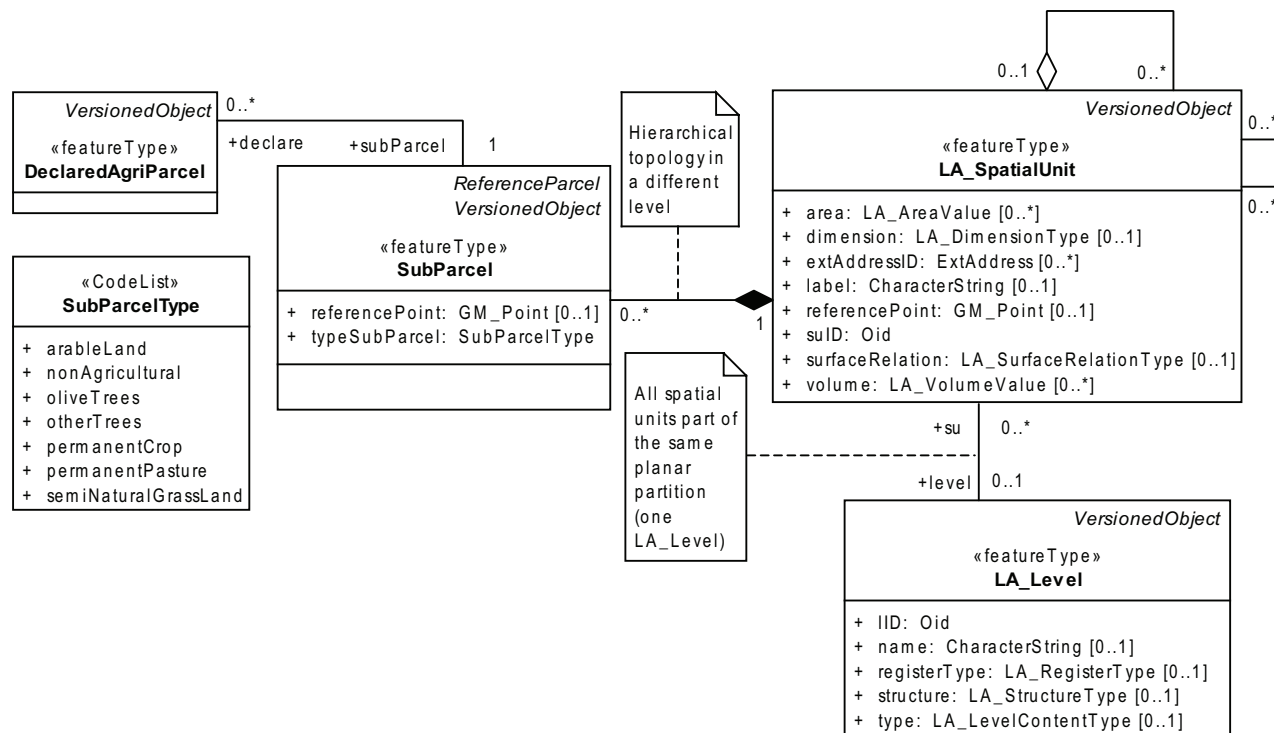 VersionedObject
«featureType»
DeclaredAgriParcel
0..*
+declare
+subParcel
1
«CodeList»
SubParcelType
+ arableLand
+ nonAgricultural
+ oliveTrees
+ otherTrees
+ permanentCrop
+ permanentPasture
+ semiNaturalGrassLand
ReferenceParcel
VersionedObject
«featureType»
SubParcel
+ referencePoint: GM_Point [0..1]
+ typeSubParcel: SubParcelType
Hierarchical
topology in
a different
level
0..*
1
0..1
0..*
VersionedObject
«featureType»
LA_SpatialUnit
+ area: LA_AreaValue [0..*]
+ dimension: LA_DimensionType [0..1]
+ extAddressID: ExtAddress [0..*]
+ label: CharacterString [0..1]
+ referencePoint: GM_Point [0..1]
+ suID: Oid
+ surfaceRelation: LA_SurfaceRelationType [0..1]
+ volume: LA_VolumeValue [0..*]
0..*
0..*
All spatial
units part of
the same
planar
partition
(one
LA_Level)
+su
0..*
+level
0..1
VersionedObject
«featureType»
LA_Level
+ lID: Oid
+ name: CharacterString [0..1]
+ registerType: LA_RegisterType [0..1]
+ structure: LA_StructureType [0..1]
+ type: LA_LevelContentType [0..1]